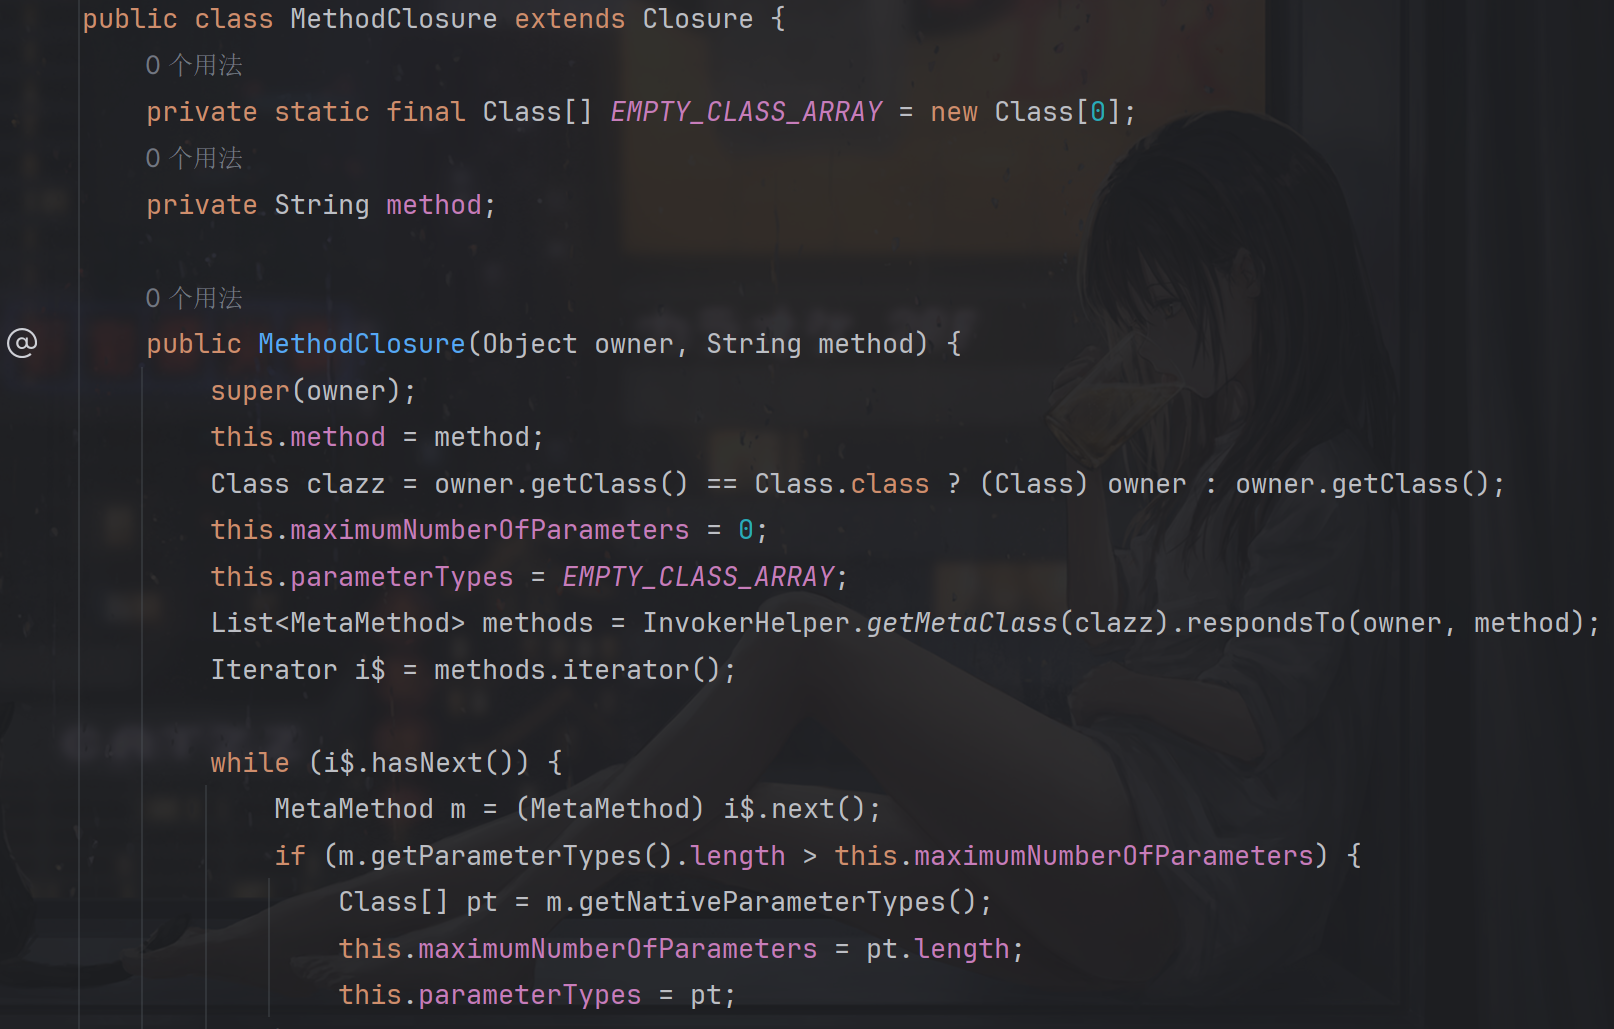 public class MethodClosure extends Closure {
0 个用法
private static final Class[] EMPTY_CLASS_ARRAY = new Class[0];
0 个用法
private String method;
0 个用法
public MethodClosure(Object owner, String method) {
super(owner);
this.method = method;
Class clazz = owner.getClass() == Class.class ? (Class) owner : owner.getClass();
this.maximumNumberOfParameters = 0;
this.parameterTypes = EMPTY_CLASS_ARRAY;
List<MetaMethod> methods = InvokerHelper.getMetaClass(clazz).respondsTo(owner, method);
Iterator i$ = methods.iterator();
while (i$.hasNext()) {
MetaMethod m = (MetaMethod) i$.next();
if (m.getParameterTypes().length > this.maximumNumberOfParameters) {
Class[] pt = m.getNativeParameterTypes();
this.maximumNumberOfParameters = pt.length;
this.parameterTypes = pt;